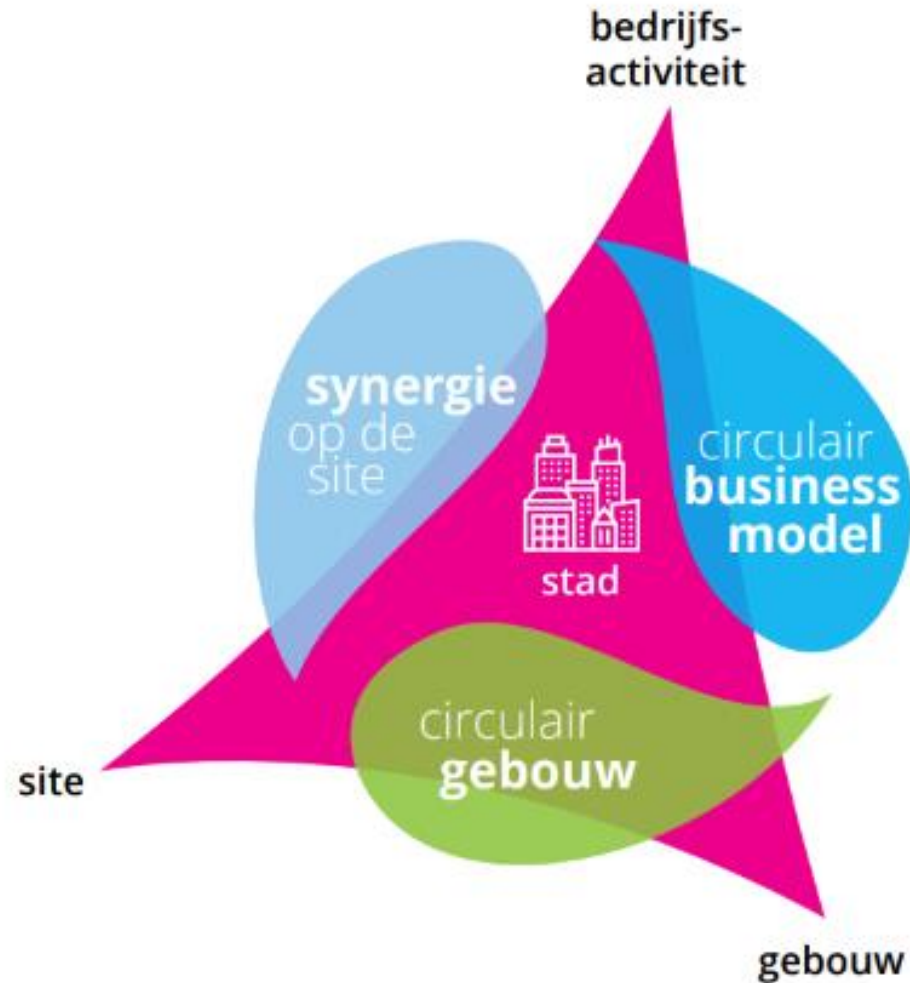 bedrijfs-
activiteit
synergie
op de
site
circulair
business
model
stad
circulair
gebouw
site
gebouw